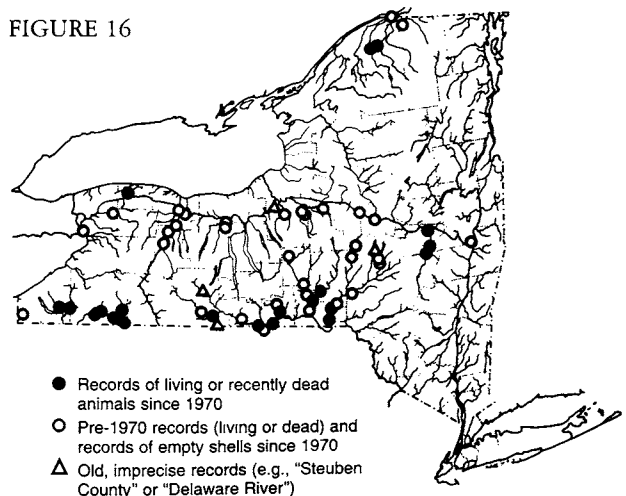 FIGURE 16
Records of living or recently dead
animals since 1970
Pre-1970 records (living or dead) and
records of empty shells since 1970
Old, imprecise records (e.g., "Steuben
County" or "Delaware River")